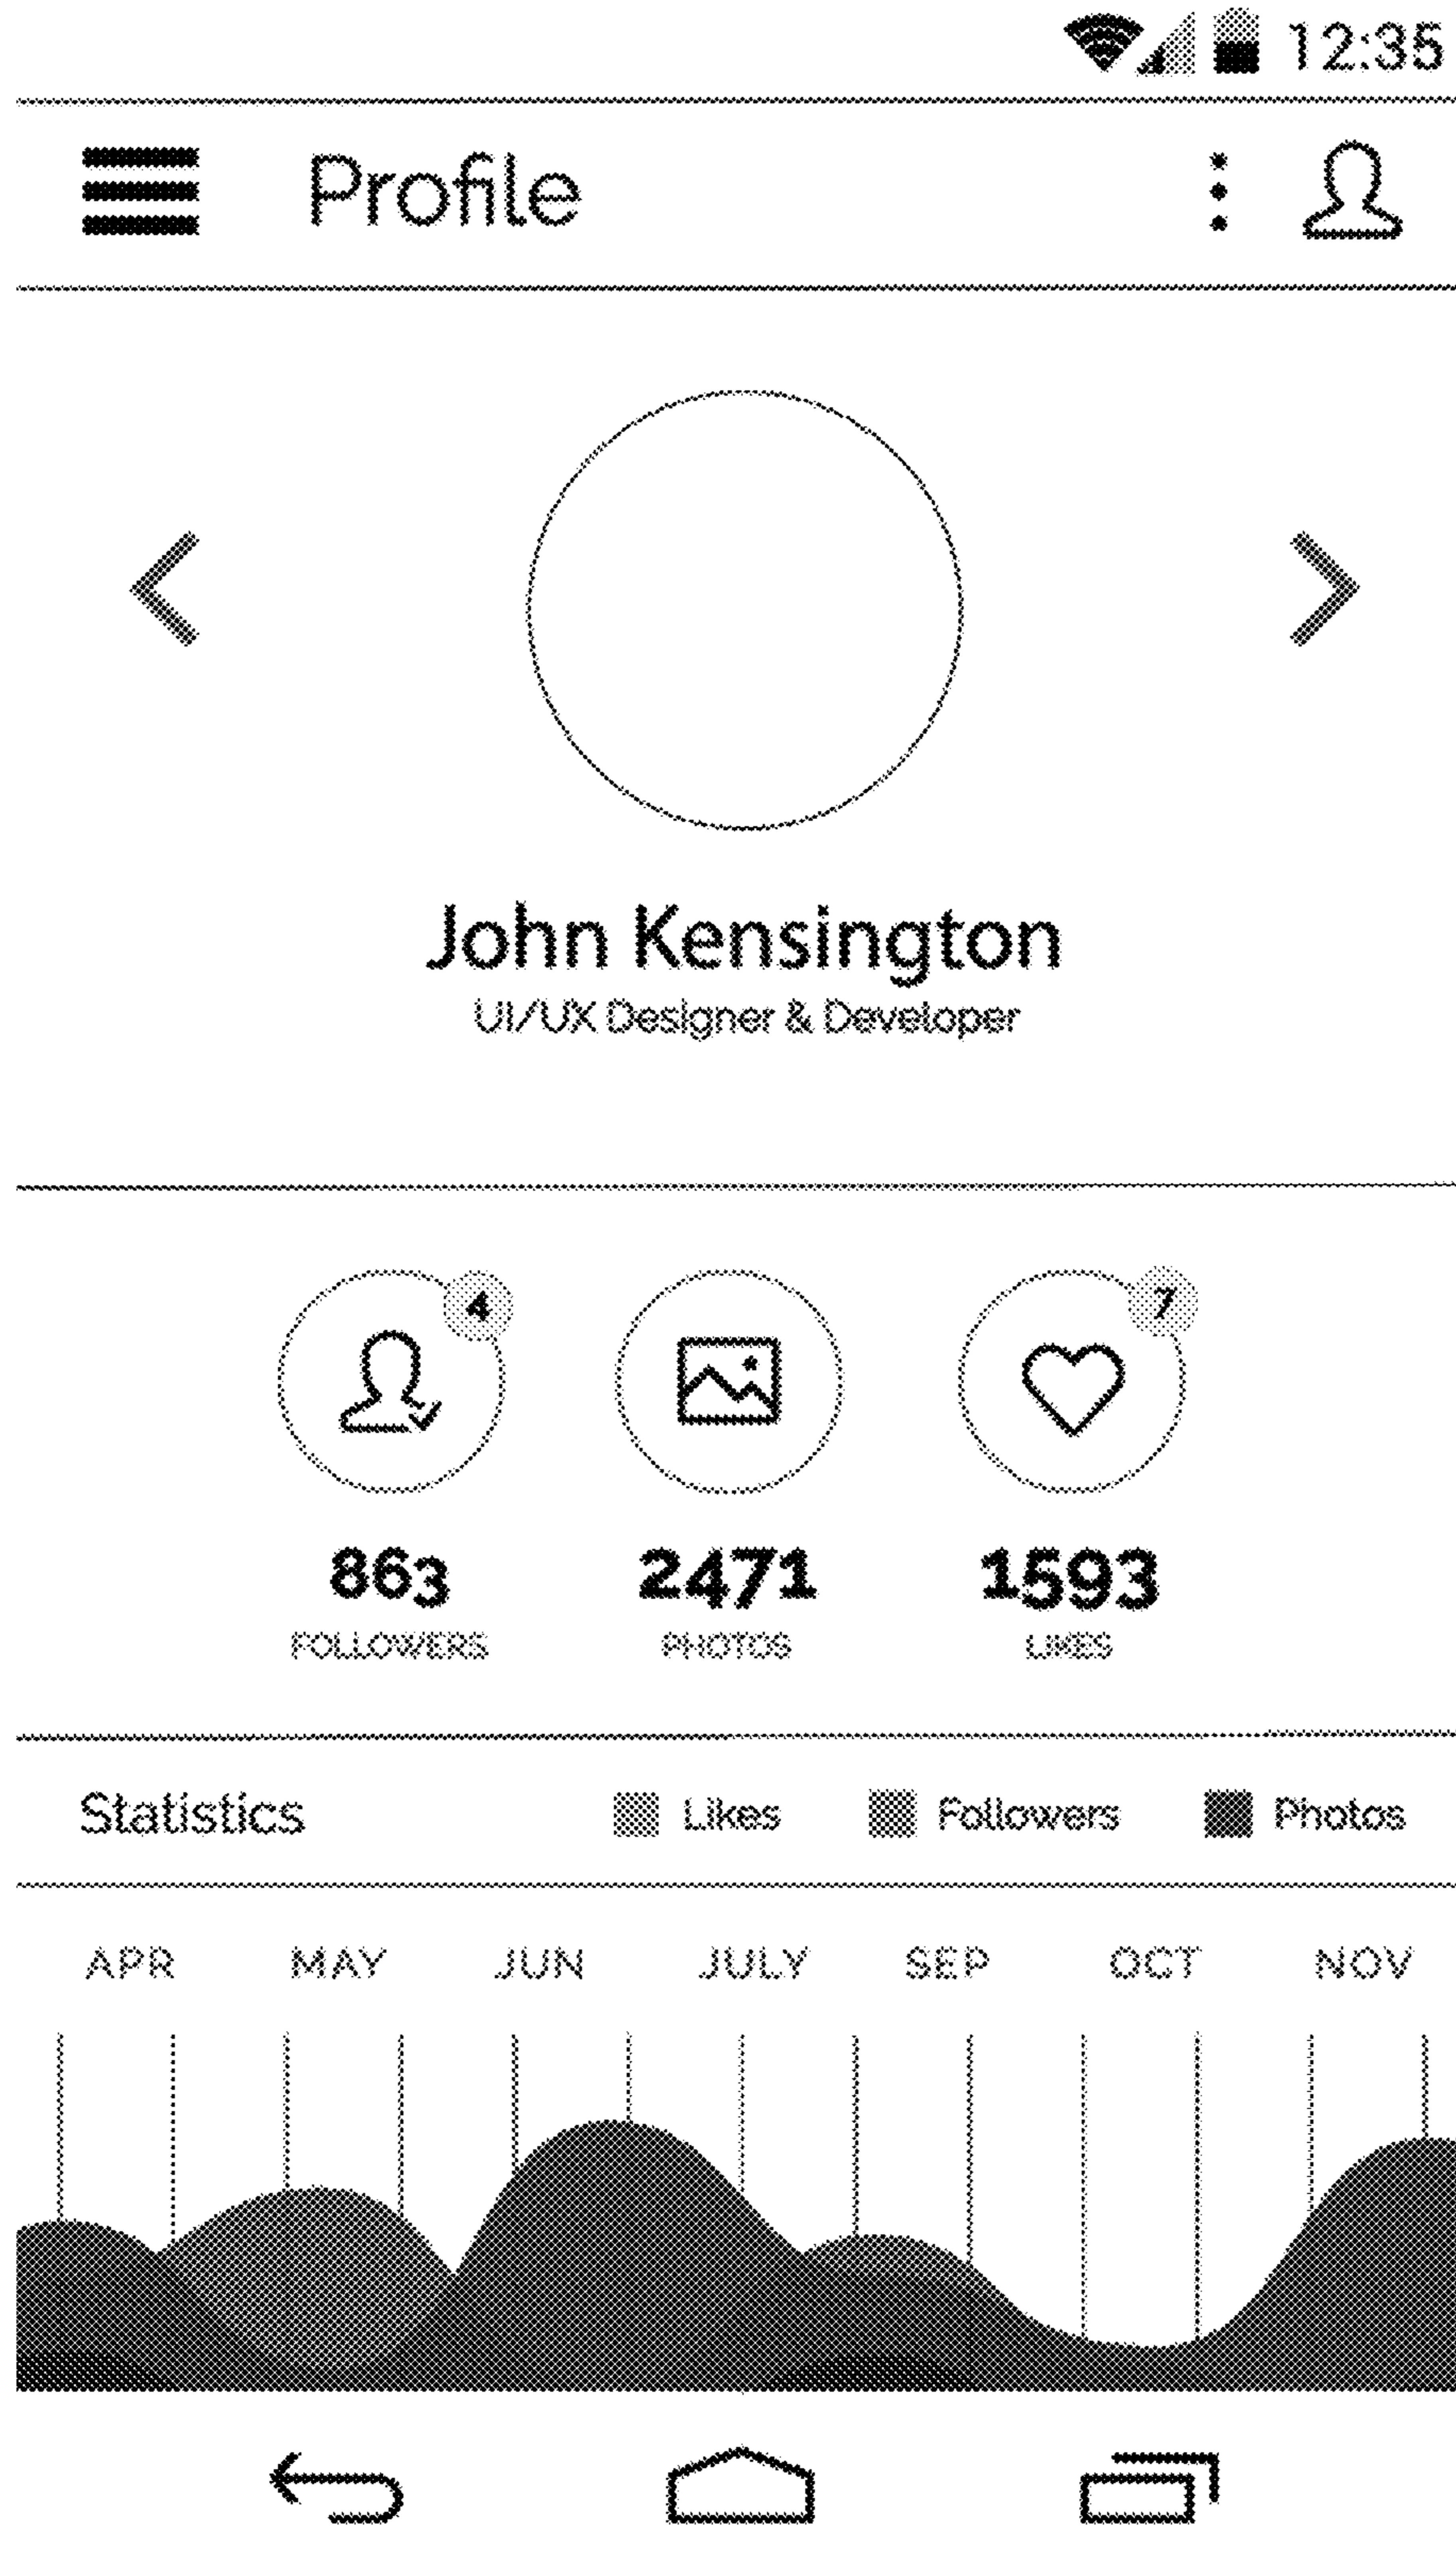 12:35
Profile
John Kensington
UI/UX Designer & Developer
4 7
863 2471 1593
FOLLOWERS PHOTOS LIKES
Statistics Likes Followers Photos
APR MAY JUN JULY SEP OCT NOV